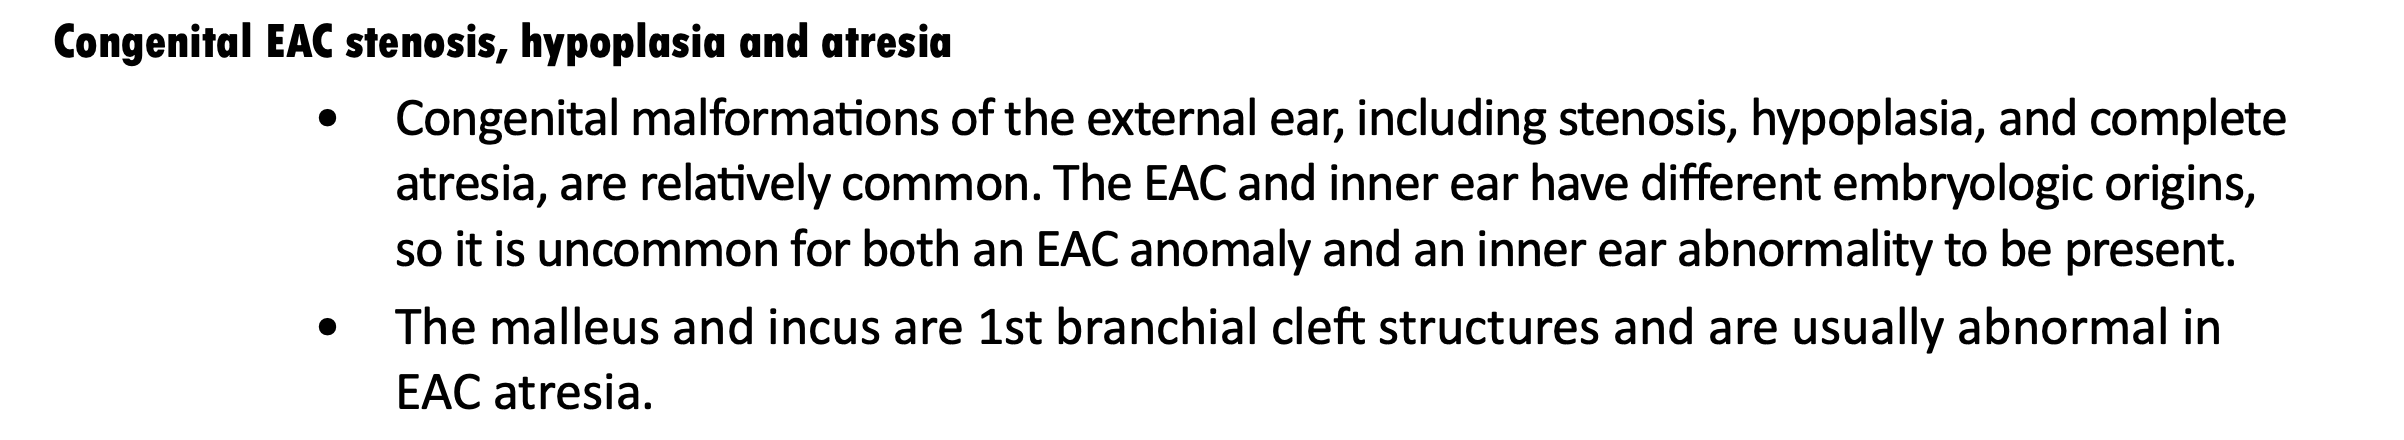 Congenital EAC stenosis, hypoplasia and atresia
• Congenital malformations of the external ear, including stenosis, hypoplasia, and complete
atresia, are relatively common. The EAC and inner ear have different embryologic origins,
so it is uncommon for both an EAC anomaly and an inner ear abnormality to be present.
• The malleus and incus are 1st branchial cleft structures and are usually abnormal in
EAC atresia.